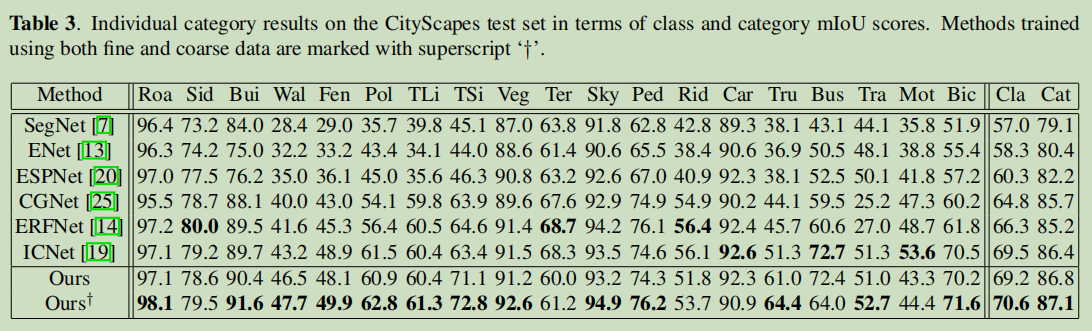 Table 3. Individual category results on the CityScapes test set in terms of class and category mIoU scores. Methods trained
using both fine and coarse data are marked with superscript ‘†’.
Method Roa Sid Bui Wal Fen Pol TLi TSi Veg Ter Sky Ped Rid Car Tru Bus Tra Mot Bic Cla Cat
SegNet [7] 96.4 73.2 84.0 28.4 29.0 35.7 39.8 45.1 87.0 63.8 91.8 62.8 42.8 89.3 38.1 43.1 44.1 35.8 51.9 57.0 79.1
ENet [13] 96.3 74.2 75.0 32.2 33.2 43.4 34.1 44.0 88.6 61.4 90.6 65.5 38.4 90.6 36.9 50.5 48.1 38.8 55.4 58.3 80.4
ESPNet [20] 97.0 77.5 76.2 35.0 36.1 45.0 35.6 46.3 90.8 63.2 92.6 67.0 40.9 92.3 38.1 52.5 50.1 41.8 57.2 60.3 82.2
CGNet [25] 95.5 78.7 88.1 40.0 43.0 54.1 59.8 63.9 89.6 67.6 92.9 74.9 54.9 90.2 44.1 59.5 25.2 47.3 60.2 64.8 85.7
ERFNet [14] 97.2 80.0 89.5 41.6 45.3 56.4 60.5 64.6 91.4 68.7 94.2 76.1 56.4 92.4 45.7 60.6 27.0 48.7 61.8 66.3 85.2
ICNet [19] 97.1 79.2 89.7 43.2 48.9 61.5 60.4 63.4 91.5 68.3 93.5 74.6 56.1 92.6 51.3 72.7 51.3 53.6 70.5 69.5 86.4
Ours 97.1 78.6 90.4 46.5 48.1 60.9 60.4 71.1 91.2 60.0 93.2 74.3 51.8 92.3 61.0 72.4 51.0 43.3 70.2 69.2 86.8
Ours† 98.1 79.5 91.6 47.7 49.9 62.8 61.3 72.8 92.6 61.2 94.9 76.2 53.7 90.9 64.4 64.0 52.7 44.4 71.6 70.6 87.1